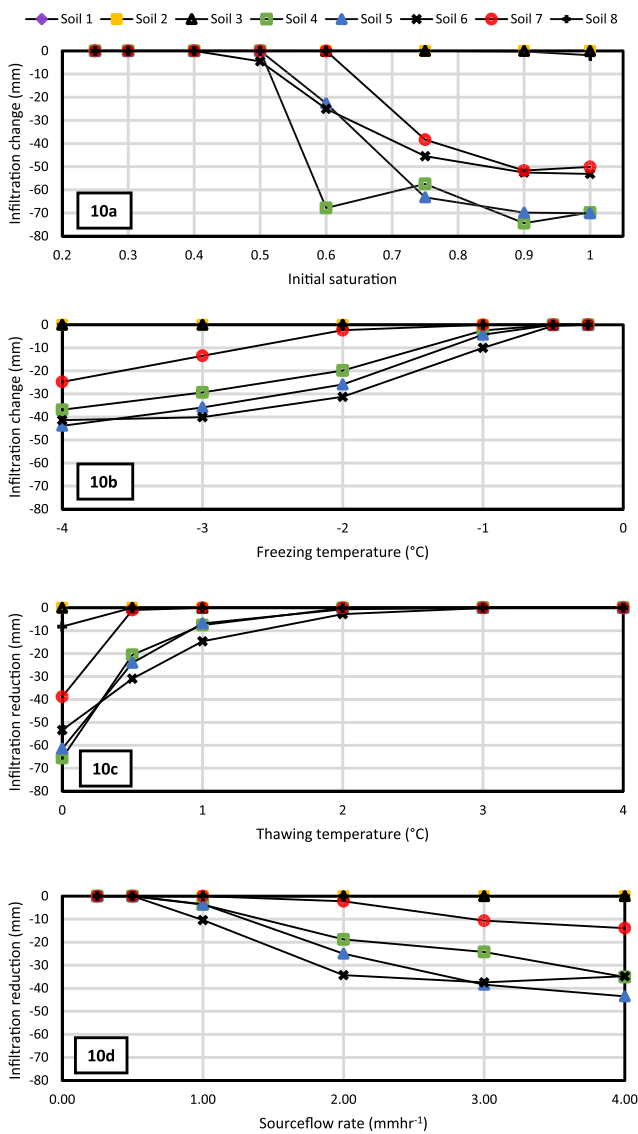 Soil 1 Soil 2 Soil 3 Soil 4 Soil 5 Soil 6 Soil 7 Soil 8
Infiltration change (mm)
0
-10
-20
-30
-40
-50
-60
-70
-80
10a
0.2 0.3 0.4 0.5 0.6 0.7 0.8 0.9 1
Initial saturation
Infiltration change (mm)
0
-10
-20
-30
-40
-50
-60
-70
-80
10b
-4 -3 -2 -1 0
Freezing temperature (°C)
Infiltration reduction (mm)
0
-10
-20
-30
-40
-50
-60
-70
-80
10c
0 1 2 3 4
Thawing temperature (°C)
Infiltration reduction (mm)
0
-10
-20
-30
-40
-50
-60
-70
-80
10d
0.00 1.00 2.00 3.00 4.00
Sourceflow rate (mmhr⁻¹)